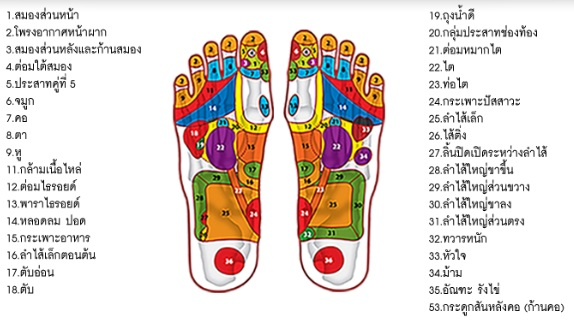 1.สมองส่วนหน้า
2.โพรงอากาศหน้าผาก
3.สมองส่วนหลังและก้านสมอง
4.ต่อมใต้สมอง
5.ประสาทคู่ที่ 5
6.จมูก
7.คอ
8.ตา
9.หู
11.กล้ามเนื้อไหล่
12.ต่อมไธรอยด์
13.พาราไธรอยด์
14.หลอดลม ปอด
15.กระเพาะอาหาร
16.ลำไส้เล็กตอนต้น
17.ตับอ่อน
18.ตับ
19.ถุงน้ำดี
20.กลุ่มประสาทช่องท้อง
21.ต่อมหมากไต
22.ไต
23.ท่อไต
24.กระเพาะปัสสาวะ
25.ลำไส้เล็ก
26.ไส้ติ่ง
27.ลิ้นปิดเปิดระหว่างลำไส้
28.ลำไส้ใหญ่ขาขึ้น
29.ลำไส้ใหญ่ส่วนขวาง
30.ลำไส้ใหญ่ขาลง
31.ลำไส้ใหญ่ส่วนตรง
32.ทวารหนัก
33.หัวใจ
34.ม้าม
35.อัณฑะ รังไข่
53.กระดูกสันหลังคอ (ก้านคอ)